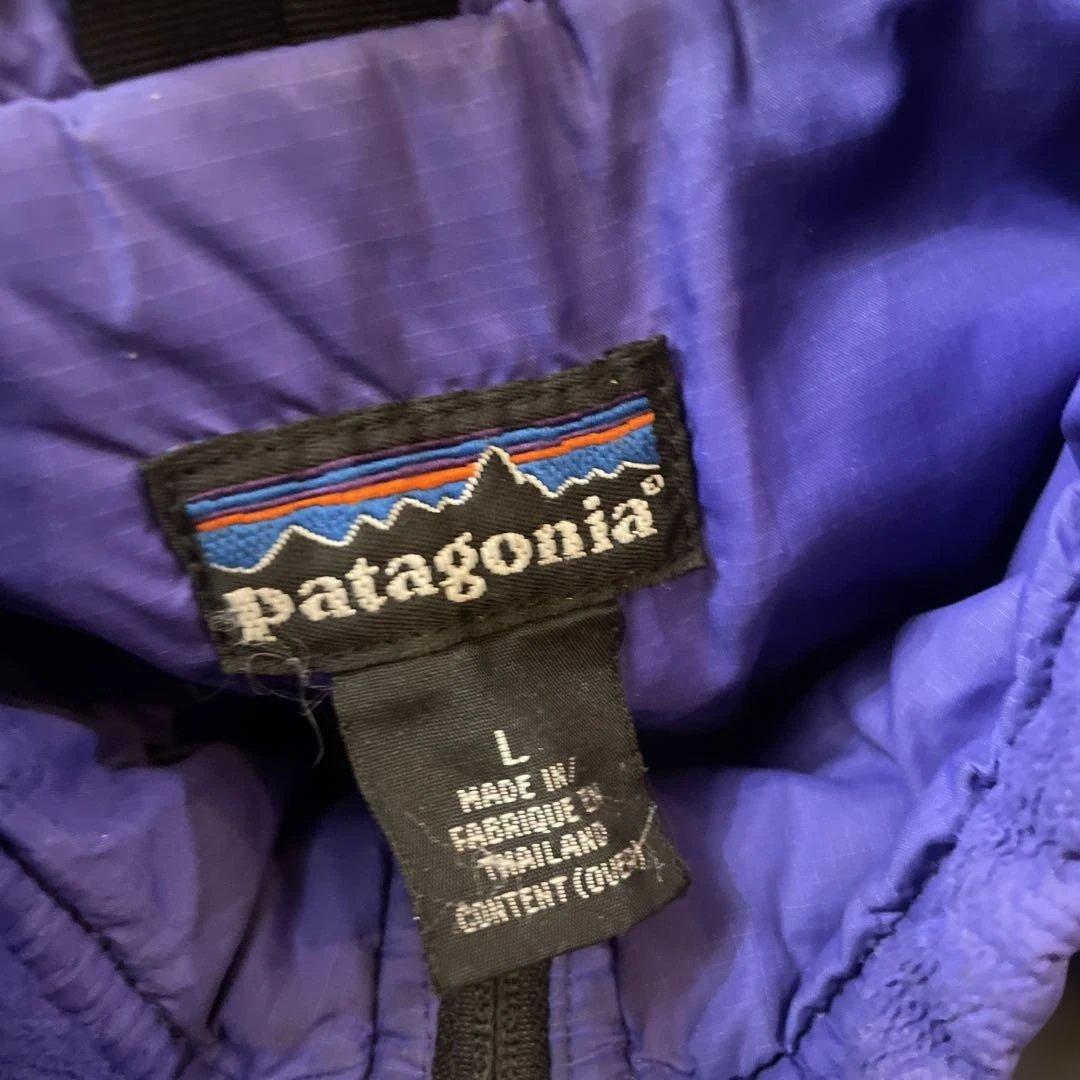 patagonia®
L
MADE IN/
FABRIQUE EN
THAILAND
CONTENT (OVER)